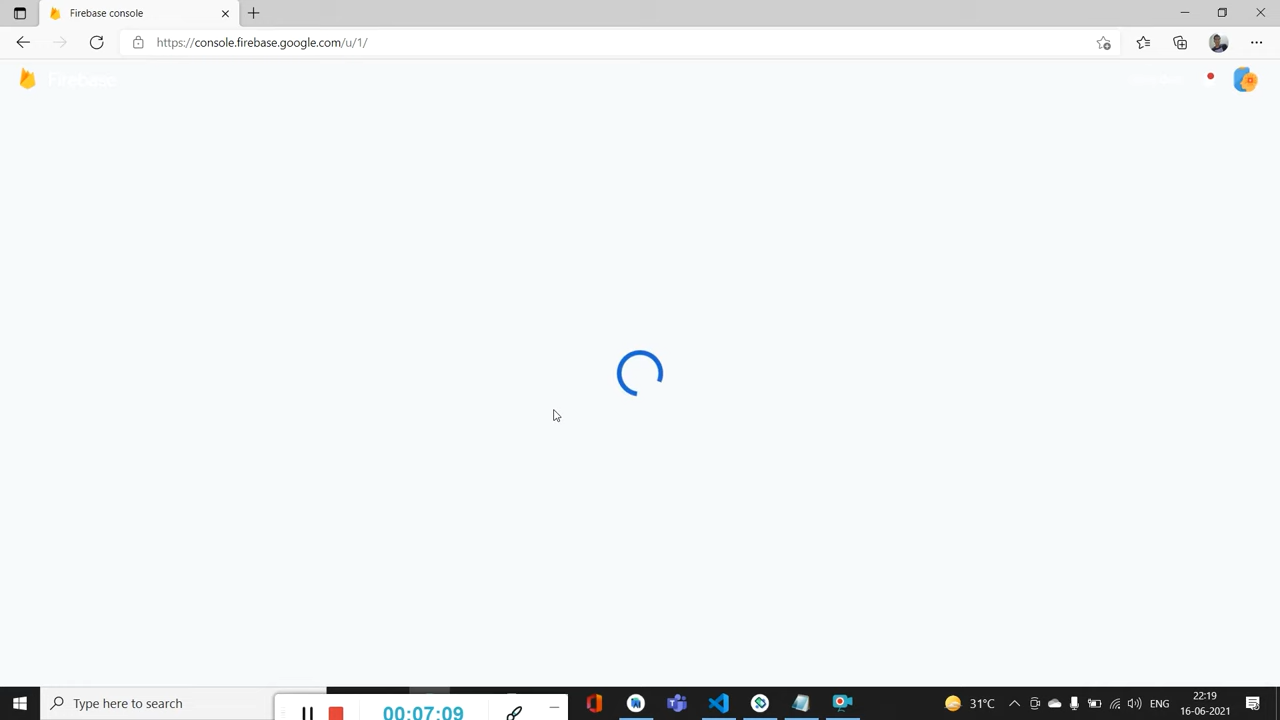 Firebase console
https://console.firebase.google.com/u/1/
Firebase
Type here to search
00:07:09
31°C
ENG
22:19
16-06-2021